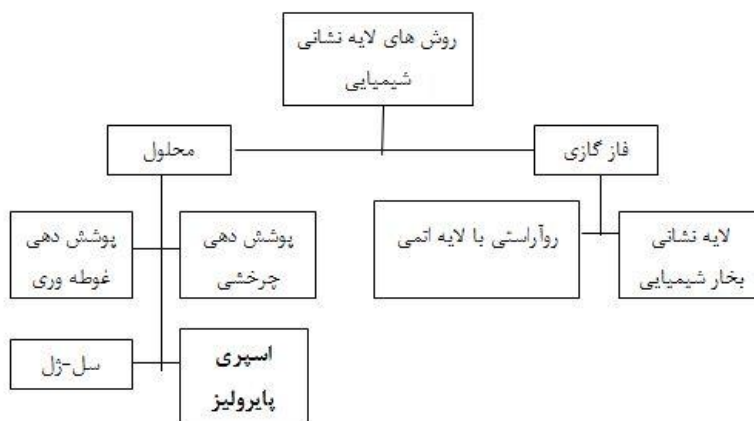 روش های لایه نشانی
شیمیایی
فاز گازی
محلول
لایه نشانی
بخار شیمیایی
روآراستی با لایه اتمی
پوشش دهی
چرخشی
پوشش دهی
غوطه وری
اسپری
پایرولیز
سل-ژل